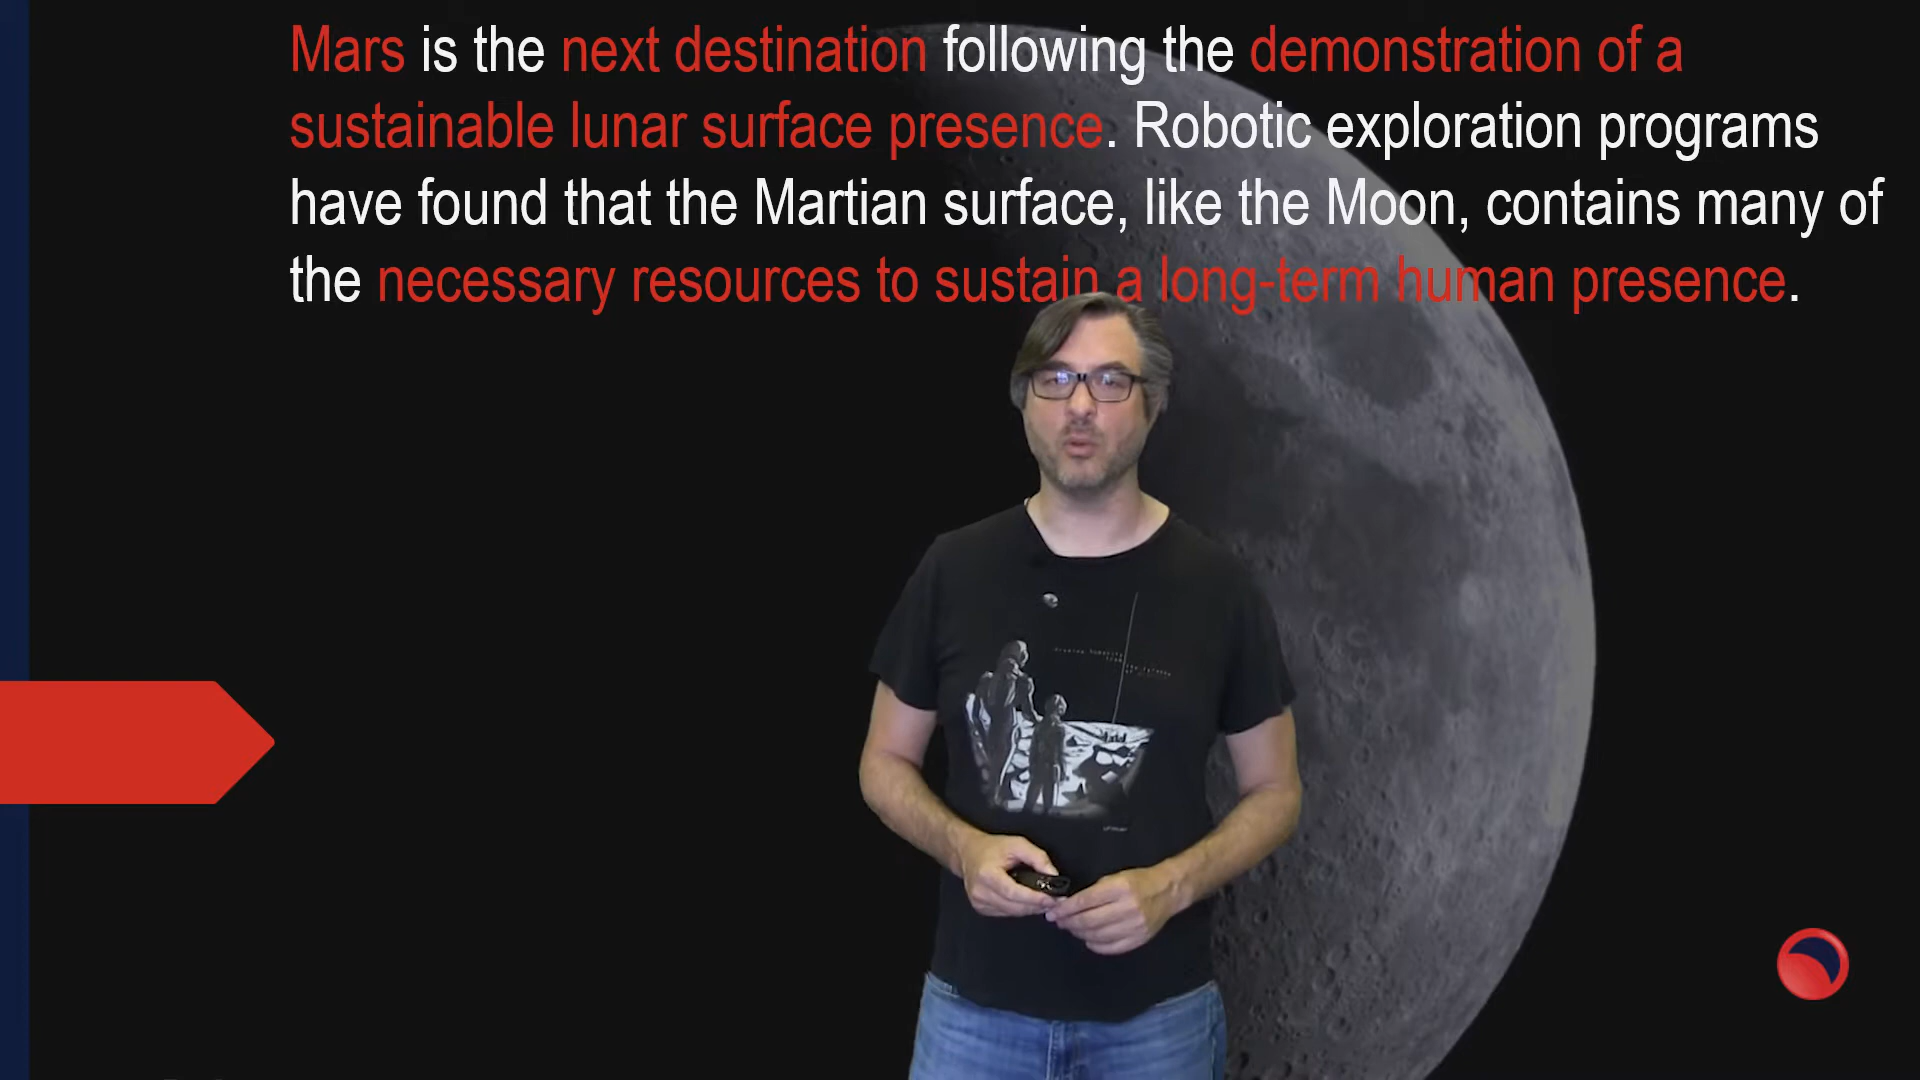 Mars is the next destination following the demonstration of a
sustainable lunar surface presence. Robotic exploration programs
have found that the Martian surface, like the Moon, contains many of
the necessary resources to sustain a long-term human presence.